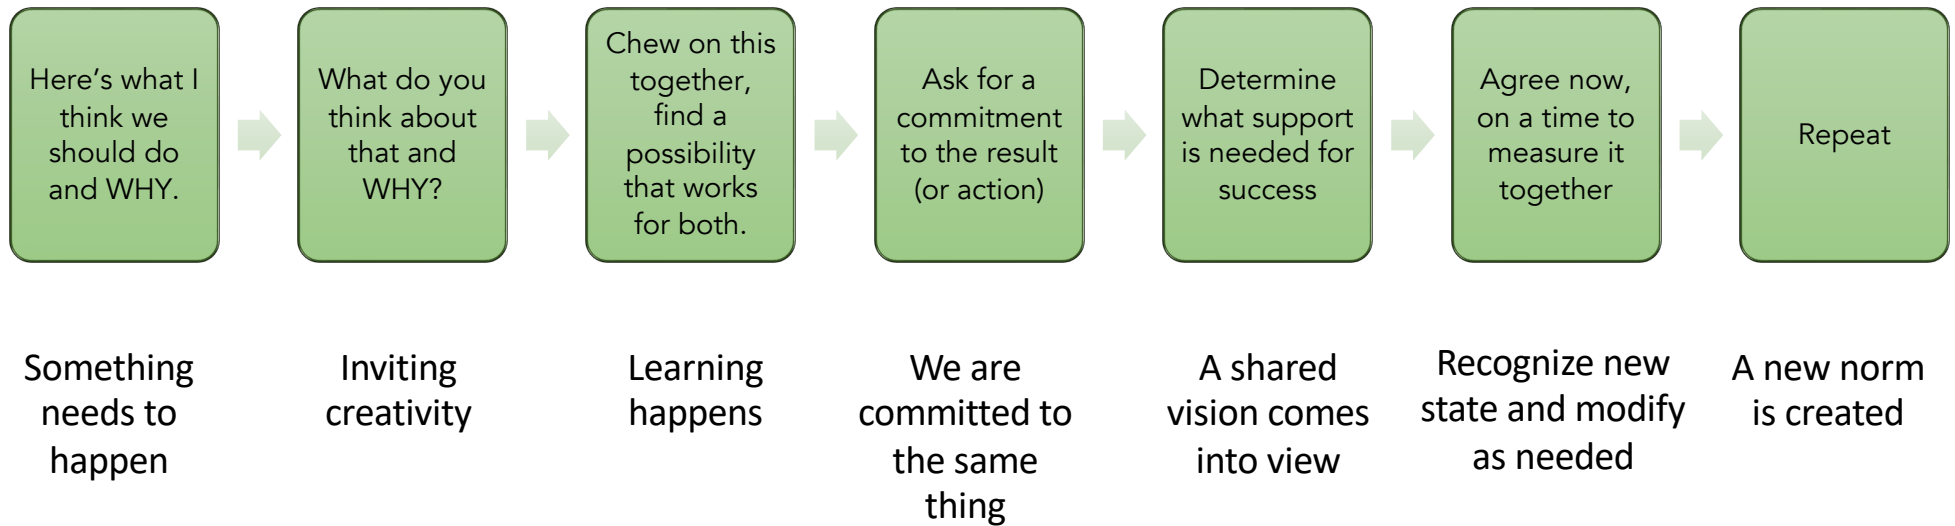 Here’s what I
think we
should do
and WHY.
What do you
think about
that and
WHY?
Chew on this
together,
find a
possibility
that works
for both.
Ask for a
commitment
to the result
(or action)
Determine
what support
is needed for
success
Agree now,
on a time to
measure it
together
Repeat
Something
needs to
happen
Inviting
creativity
Learning
happens
We are
committed to
the same
thing
A shared
vision comes
into view
Recognize new
state and modify
as needed
A new norm
is created